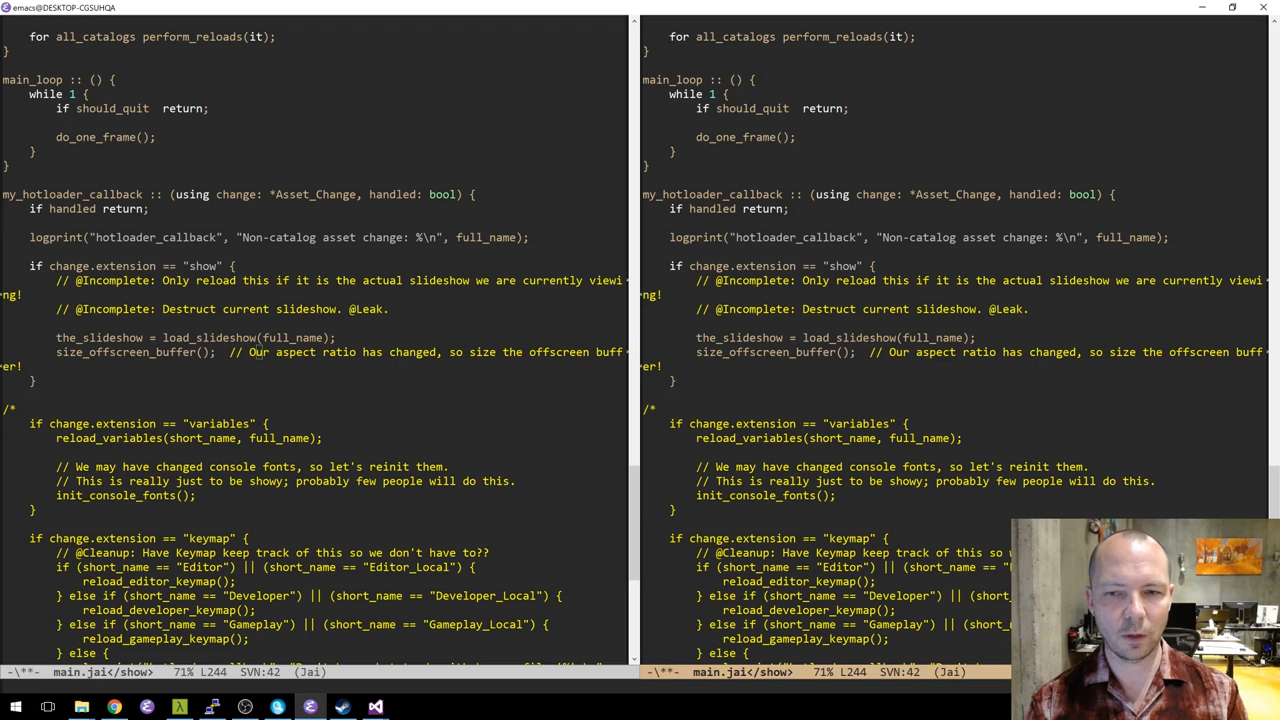 emacs@DESKTOP-CGSUHQA
for all_catalogs perform_reloads(it);
}
main_loop :: () {
while 1 {
if should_quit  return;
do_one_frame();
}
}
my_hotloader_callback :: (using change: *Asset_Change, handled: bool) {
if handled return;
logprint("hotloader_callback", "Non-catalog asset change: %\n", full_name);
if change.extension == "show" {
// @Incomplete: Only reload this if it is the actual slideshow we are currently viewi
ng!
// @Incomplete: Destruct current slideshow. @Leak.
the_slideshow = load_slideshow(full_name);
size_offscreen_buffer();  // Our aspect ratio has changed, so size the offscreen buff
er!
}
/*
if change.extension == "variables" {
reload_variables(short_name, full_name);
// We may have changed console fonts, so let's reinit them.
// This is really just to be showy; probably few people will do this.
init_console_fonts();
}
if change.extension == "keymap" {
// @Cleanup: Have Keymap keep track of this so we don't have to??
if (short_name == "Editor") || (short_name == "Editor_Local") {
reload_editor_keymap();
} else if (short_name == "Developer") || (short_name == "Developer_Local") {
reload_developer_keymap();
} else if (short_name == "Gameplay") || (short_name == "Gameplay_Local") {
reload_gameplay_keymap();
} else {
-\**-  main.jai</show>  71% L244  SVN:42  (Jai)
for all_catalogs perform_reloads(it);
}
main_loop :: () {
while 1 {
if should_quit  return;
do_one_frame();
}
}
my_hotloader_callback :: (using change: *Asset_Change, handled: bool) {
if handled return;
logprint("hotloader_callback", "Non-catalog asset change: %\n", full_name);
if change.extension == "show" {
// @Incomplete: Only reload this if it is the actual slideshow we are currently viewi
ng!
// @Incomplete: Destruct current slideshow. @Leak.
the_slideshow = load_slideshow(full_name);
size_offscreen_buffer();  // Our aspect ratio has changed, so size the offscreen buff
er!
}
/*
if change.extension == "variables" {
reload_variables(short_name, full_name);
// We may have changed console fonts, so let's reinit them.
// This is really just to be showy; probably few people will do this.
init_console_fonts();
}
if change.extension == "keymap" {
// @Cleanup: Have Keymap keep track of this so w
if (short_name == "Editor") || (short_name == "E
reload_editor_keymap();
} else if (short_name == "Developer") || (short_
reload_developer_keymap();
} else if (short_name == "Gameplay") || (short_n
reload_gameplay_keymap();
} else {
-\**-  main.jai</show>  71% L244  SVN:42  (Jai)